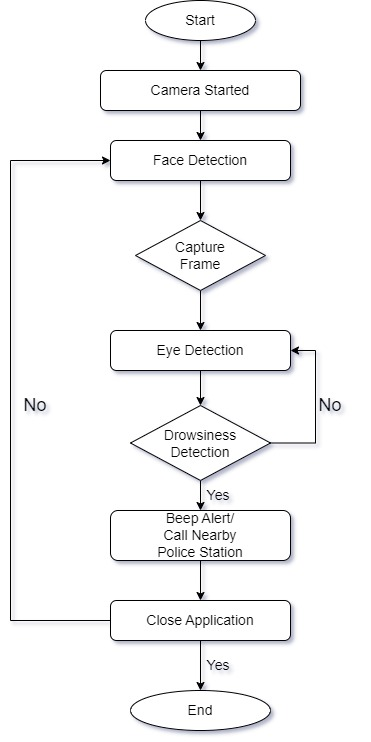 Start
Camera Started
Face Detection
Capture
Frame
Eye Detection
No
No
Drowsiness
Detection
Yes
Beep Alert/
Call Nearby
Police Station
Close Application
Yes
End